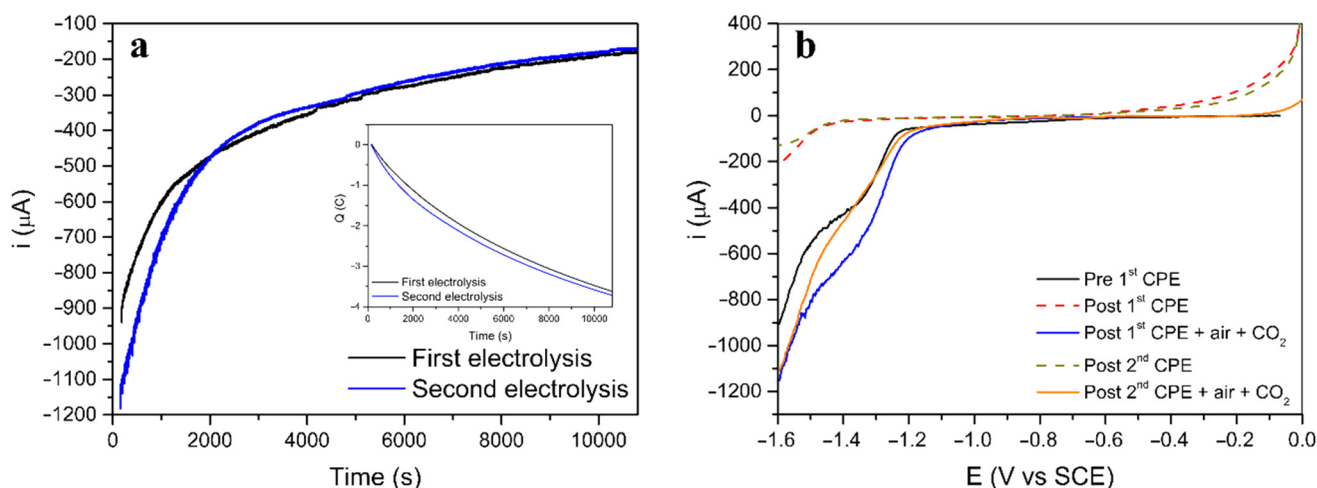 a
i (µA)
−100
−200
−300
−400
−500
−600
−700
−800
−900
−1000
−1100
−1200
0
2000
4000
6000
8000
10000
Time (s)
First electrolysis
Second electrolysis
Q (C)
0
−1
−2
−3
−4
0
2000
4000
6000
8000
10000
Time (s)
First electrolysis
Second electrolysis
b
i (µA)
400
200
0
−200
−400
−600
−800
−1000
−1200
−1.6
−1.4
−1.2
−1.0
−0.8
−0.6
−0.4
−0.2
0.0
E (V vs SCE)
Pre 1st CPE
Post 1st CPE
Post 1st CPE + air + CO2
Post 2nd CPE
Post 2nd CPE + air + CO2